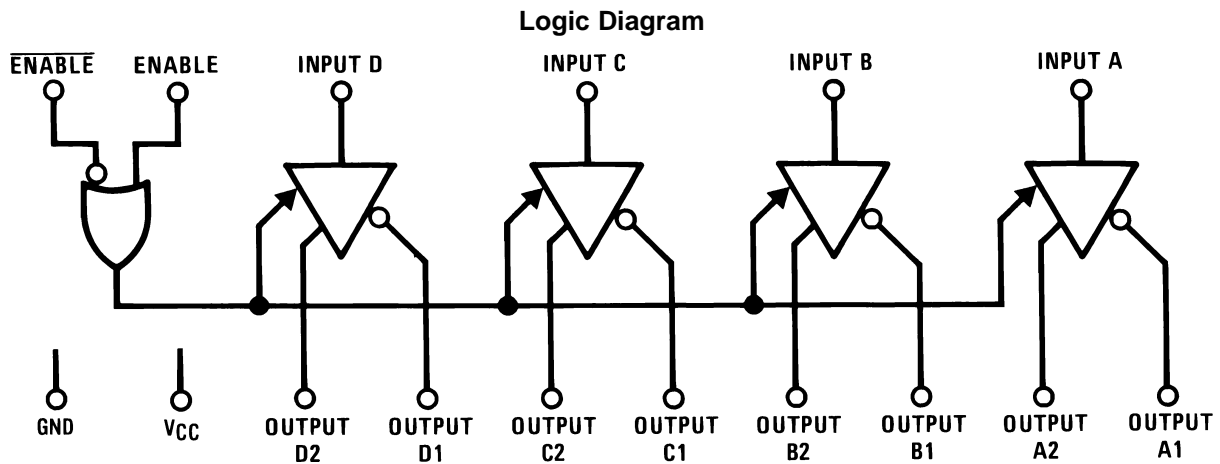 Logic Diagram
ENABLE ENABLE INPUT D INPUT C INPUT B INPUT A
GND VCC OUTPUT D2 OUTPUT D1 OUTPUT C2 OUTPUT C1 OUTPUT B2 OUTPUT B1 OUTPUT A2 OUTPUT A1